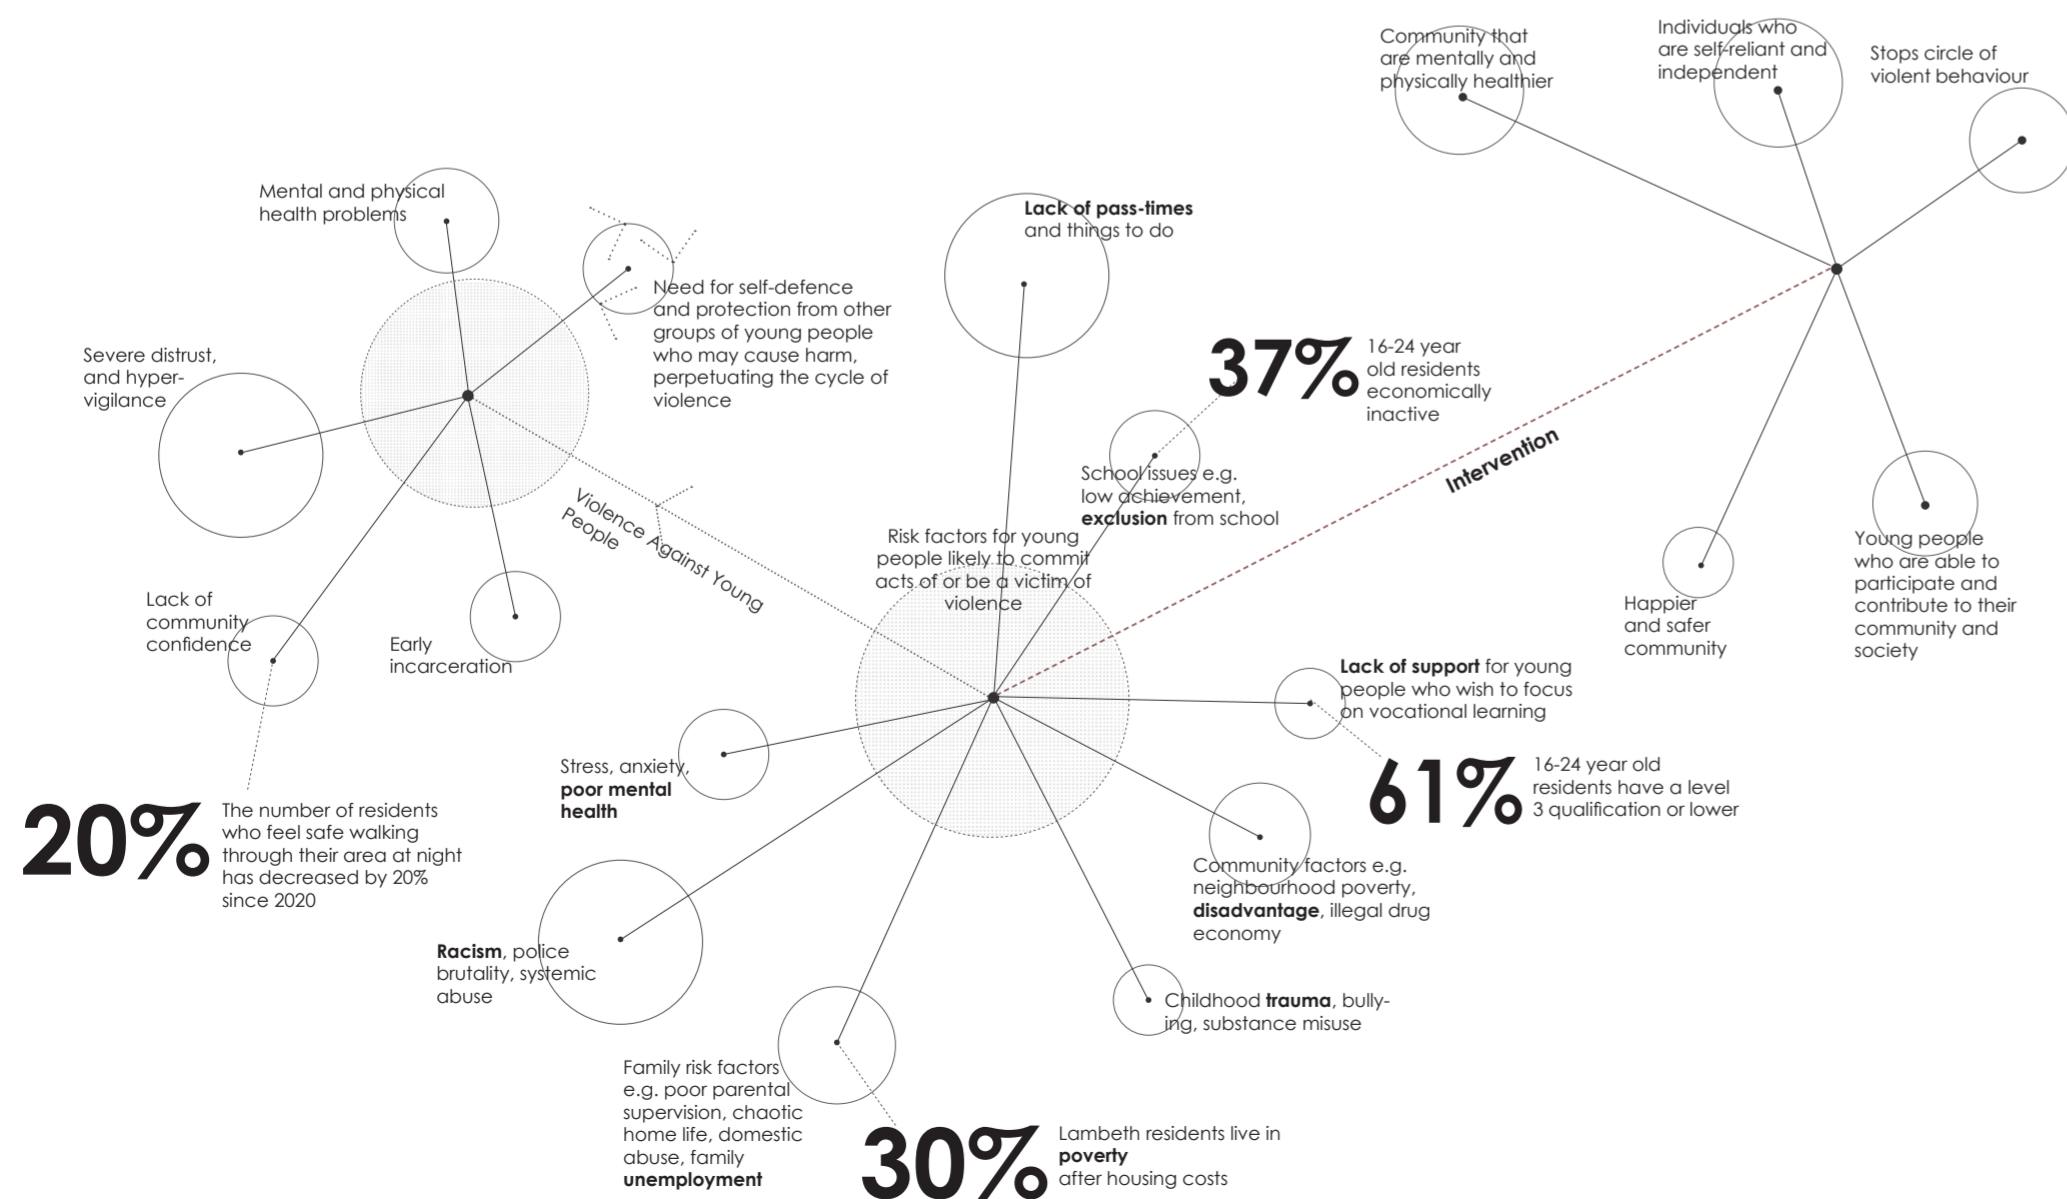 Community that
are mentally and
physically healthier
Individuals who
are self-reliant and
independent
Stops circle of
violent behaviour
Mental and physical
health problems
Lack of pass-times
and things to do
Need for self-defence
and protection from other
groups of young people
who may cause harm,
perpetuating the cycle of
violence
Severe distrust,
and hyper-
vigilance
37%
16-24 year
old residents
economically
inactive
Intervention
School issues e.g.
low achievement,
exclusion from school
Violence Against Young
People
Risk factors for young
people likely to commit
acts of or be a victim of
violence
Young people
who are able to
participate and
contribute to their
community and
society
Happier
and safer
community
Lack of
community
confidence
Early
incarceration
Lack of support for young
people who wish to focus
on vocational learning
Stress, anxiety,
poor mental
health
61%
16-24 year old
residents have a level
3 qualification or lower
20%
The number of residents
who feel safe walking
through their area at night
has decreased by 20%
since 2020
Community factors e.g.
neighbourhood poverty,
disadvantage, illegal drug
economy
Racism, police
brutality, systemic
abuse
Childhood trauma, bully-
ing, substance misuse
Family risk factors
e.g. poor parental
supervision, chaotic
home life, domestic
abuse, family
unemployment
30%
Lambeth residents live in
poverty
after housing costs